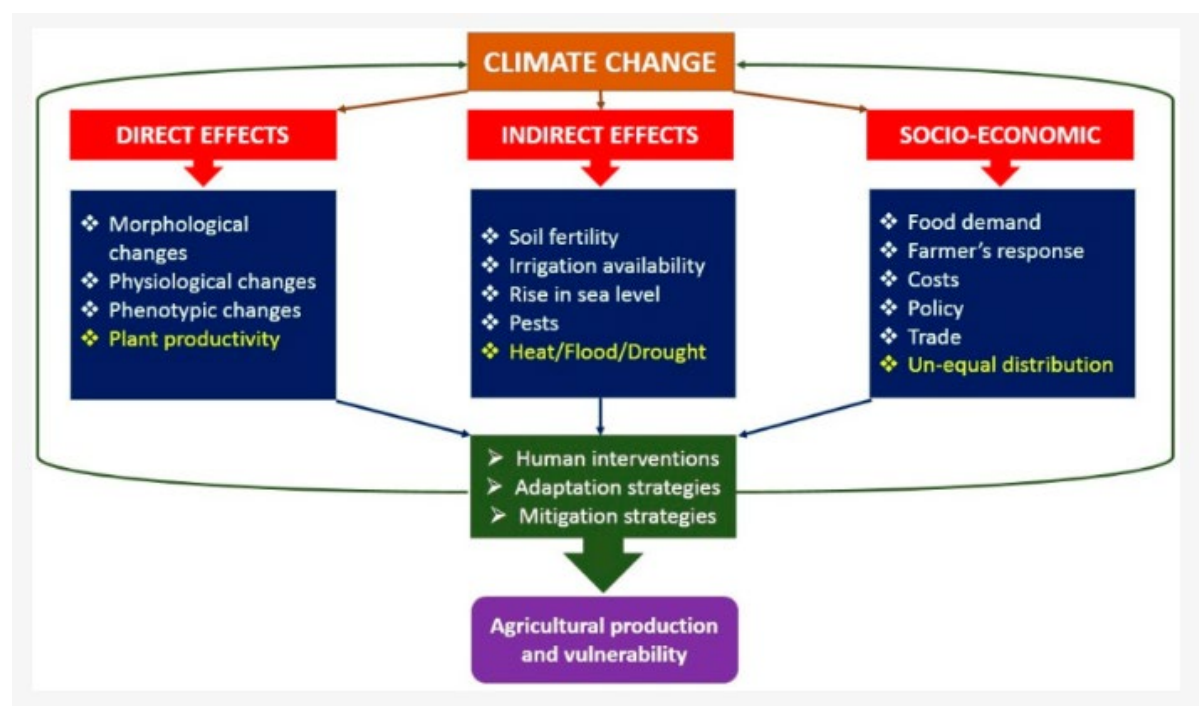 CLIMATE CHANGE
DIRECT EFFECTS
❖ Morphological
changes
❖ Physiological changes
❖ Phenotypic changes
❖ Plant productivity
INDIRECT EFFECTS
❖ Soil fertility
❖ Irrigation availability
❖ Rise in sea level
❖ Pests
❖ Heat/Flood/Drought
SOCIO-ECONOMIC
❖ Food demand
❖ Farmer’s response
❖ Costs
❖ Policy
❖ Trade
❖ Un-equal distribution
➢ Human interventions
➢ Adaptation strategies
➢ Mitigation strategies
Agricultural production
and vulnerability